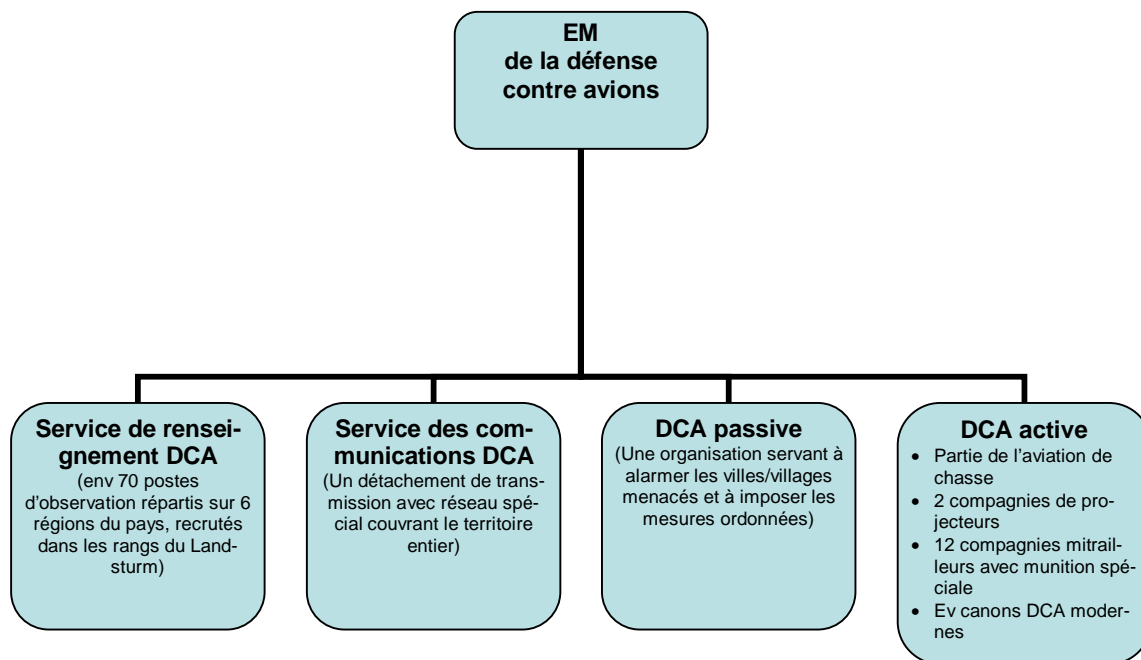 EM
de la défense
contre avions
Service de rensei-
gnement DCA
(env 70 postes
d'observation répartis sur 6
régions du pays, recrutés
dans les rangs du Land-
sturm)
Service des com-
munications DCA
(Un détachement de trans-
mission avec réseau spé-
cial couvrant le territoire
entier)
DCA passive
(Une organisation servant à
alarmer les villes/villages
menacés et à imposer les
mesures ordonnées)
DCA active
• Partie de l'aviation de
chasse
• 2 compagnies de pro-
jecteurs
• 12 compagnies mitrail-
leurs avec munition spé-
ciale
• Ev canons DCA moder-
nes